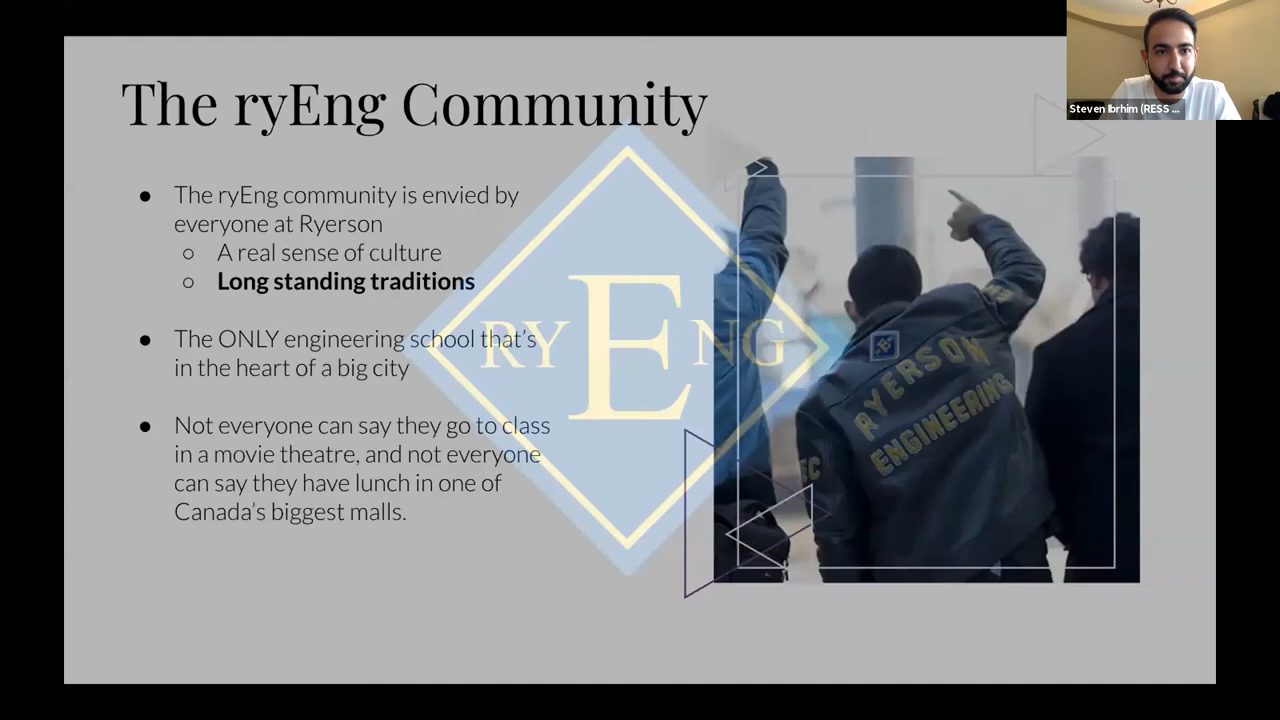 The ryEng Community
Steven Ibrhim (RESS ...
● The ryEng community is envied by
everyone at Ryerson
○ A real sense of culture
○ Long standing traditions
● The ONLY engineering school that's
in the heart of a big city
● Not everyone can say they go to class
in a movie theatre, and not everyone
can say they have lunch in one of
Canada's biggest malls.
RY E NG
RYERSON
ENGINEERING
EC